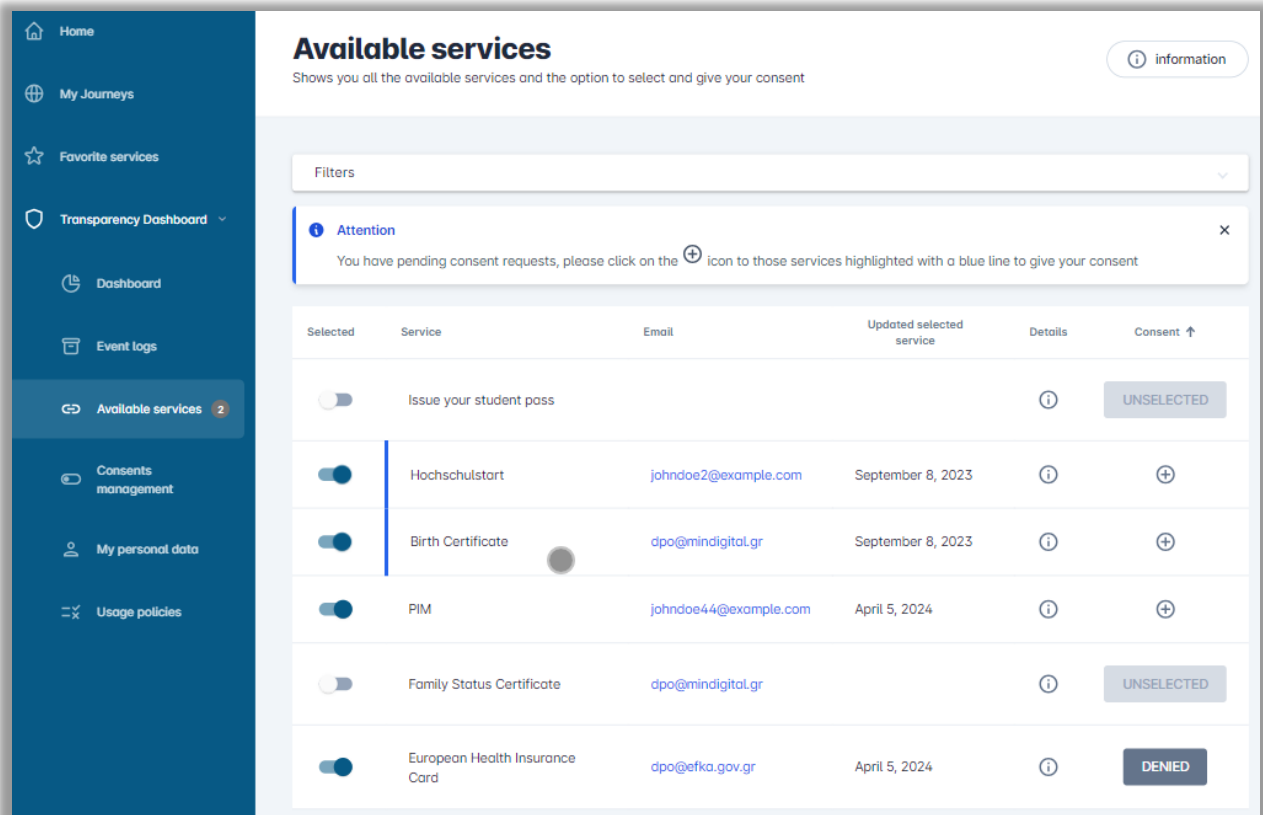 Home
My Journeys
Favorite services
Transparency Dashboard
Dashboard
Event logs
Available services 2
Consents
management
My personal data
Usage policies
Available services
Shows you all the available services and the option to select and give your consent
information
Filters
Attention
You have pending consent requests, please click on the icon to those services highlighted with a blue line to give your consent
Selected Service Email Updated selected service Details Consent
Issue your student pass UNSELECTED
Hochschulstart johndoe2@example.com September 8, 2023
Birth Certificate dpo@mindigital.gr September 8, 2023
PIM johndoe44@example.com April 5, 2024
Family Status Certificate dpo@mindigital.gr UNSELECTED
European Health Insurance
Card dpo@efka.gov.gr April 5, 2024 DENIED